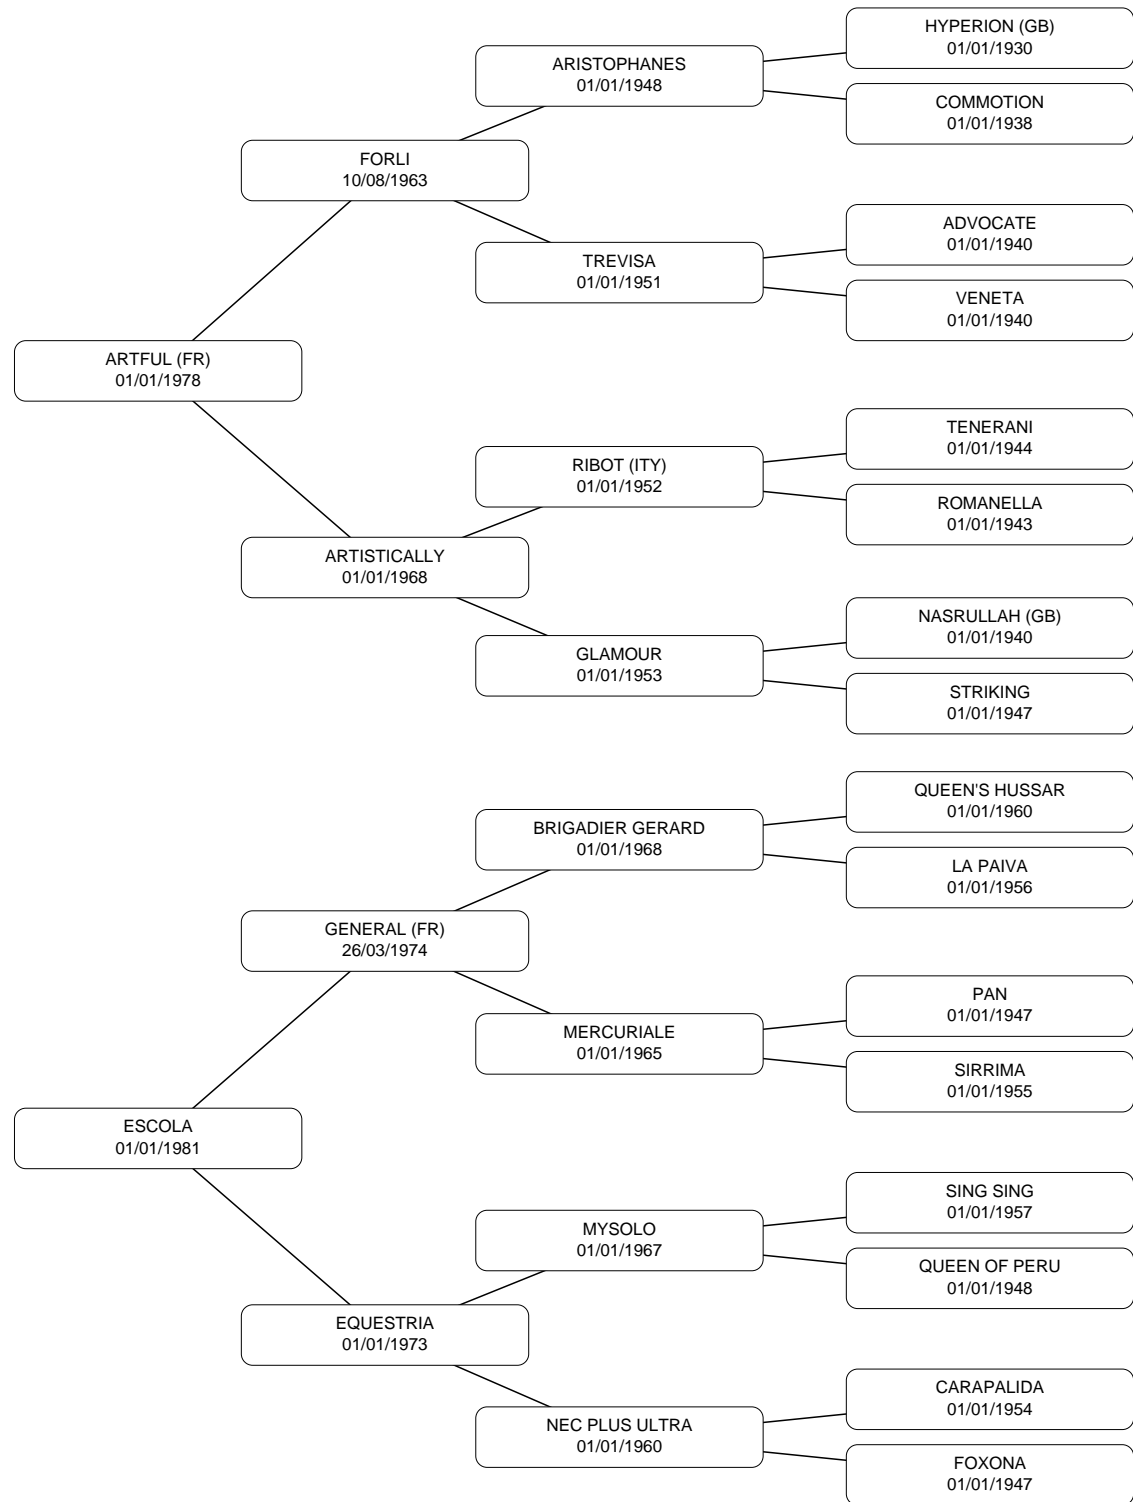 HYPERION (GB)
01/01/1930
ARISTOPHANES
01/01/1948
COMMOTION
01/01/1938
FORLI
10/08/1963
ADVOCATE
01/01/1940
TREVISA
01/01/1951
VENETA
01/01/1940
ARTFUL (FR)
01/01/1978
TENERANI
01/01/1944
RIBOT (ITY)
01/01/1952
ROMANELLA
01/01/1943
ARTISTICALLY
01/01/1968
NASRULLAH (GB)
01/01/1940
GLAMOUR
01/01/1953
STRIKING
01/01/1947
QUEEN'S HUSSAR
01/01/1960
BRIGADIER GERARD
01/01/1968
LA PAIVA
01/01/1956
GENERAL (FR)
26/03/1974
PAN
01/01/1947
MERCURIALE
01/01/1965
SIRRIMA
01/01/1955
ESCOLA
01/01/1981
SING SING
01/01/1957
MYSOLO
01/01/1967
QUEEN OF PERU
01/01/1948
EQUESTRIA
01/01/1973
CARAPALIDA
01/01/1954
NEC PLUS ULTRA
01/01/1960
FOXONA
01/01/1947